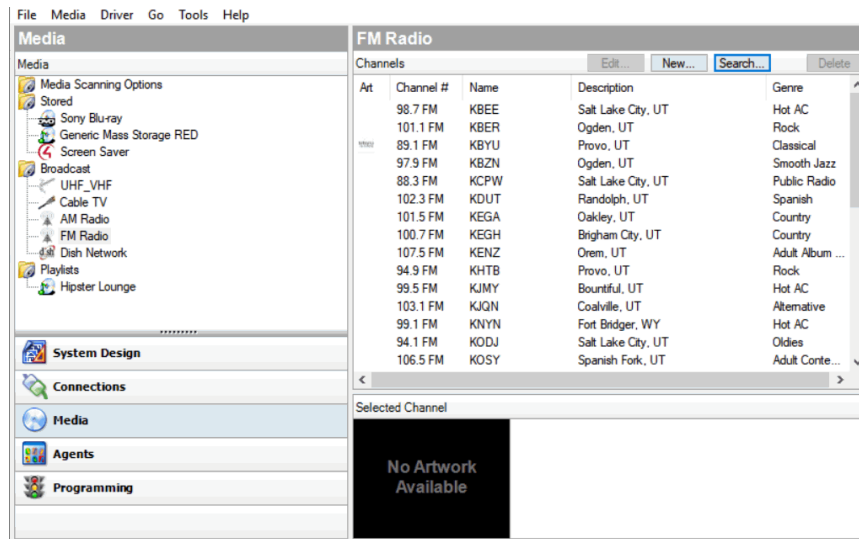 File Media Driver Go Tools Help
Media
Media
Media Scanning Options
Stored
Sony Blu-ray
Generic Mass Storage RED
Screen Saver
Broadcast
UHF_VHF
Cable TV
AM Radio
FM Radio
dish Dish Network
Playlists
Hipster Lounge
System Design
Connections
Media
Agents
Programming
FM Radio
Channels Edit... New... Search... Delete
Art Channel # Name Description Genre
98.7 FM KBEE Salt Lake City, UT Hot AC
101.1 FM KBER Ogden, UT Rock
89.1 FM KBYU Provo, UT Classical
97.9 FM KBZN Ogden, UT Smooth Jazz
88.3 FM KCPW Salt Lake City, UT Public Radio
102.3 FM KDUT Randolph, UT Spanish
101.5 FM KEGA Oakley, UT Country
100.7 FM KEGH Brigham City, UT Country
107.5 FM KENZ Orem, UT Adult Album ...
94.9 FM KHTB Provo, UT Rock
99.5 FM KJMY Bountiful, UT Hot AC
103.1 FM KJQN Coalville, UT Alternative
99.1 FM KNYN Fort Bridger, WY Hot AC
94.1 FM KODJ Salt Lake City, UT Oldies
106.5 FM KOSY Spanish Fork, UT Adult Conte...
Selected Channel
No Artwork
Available